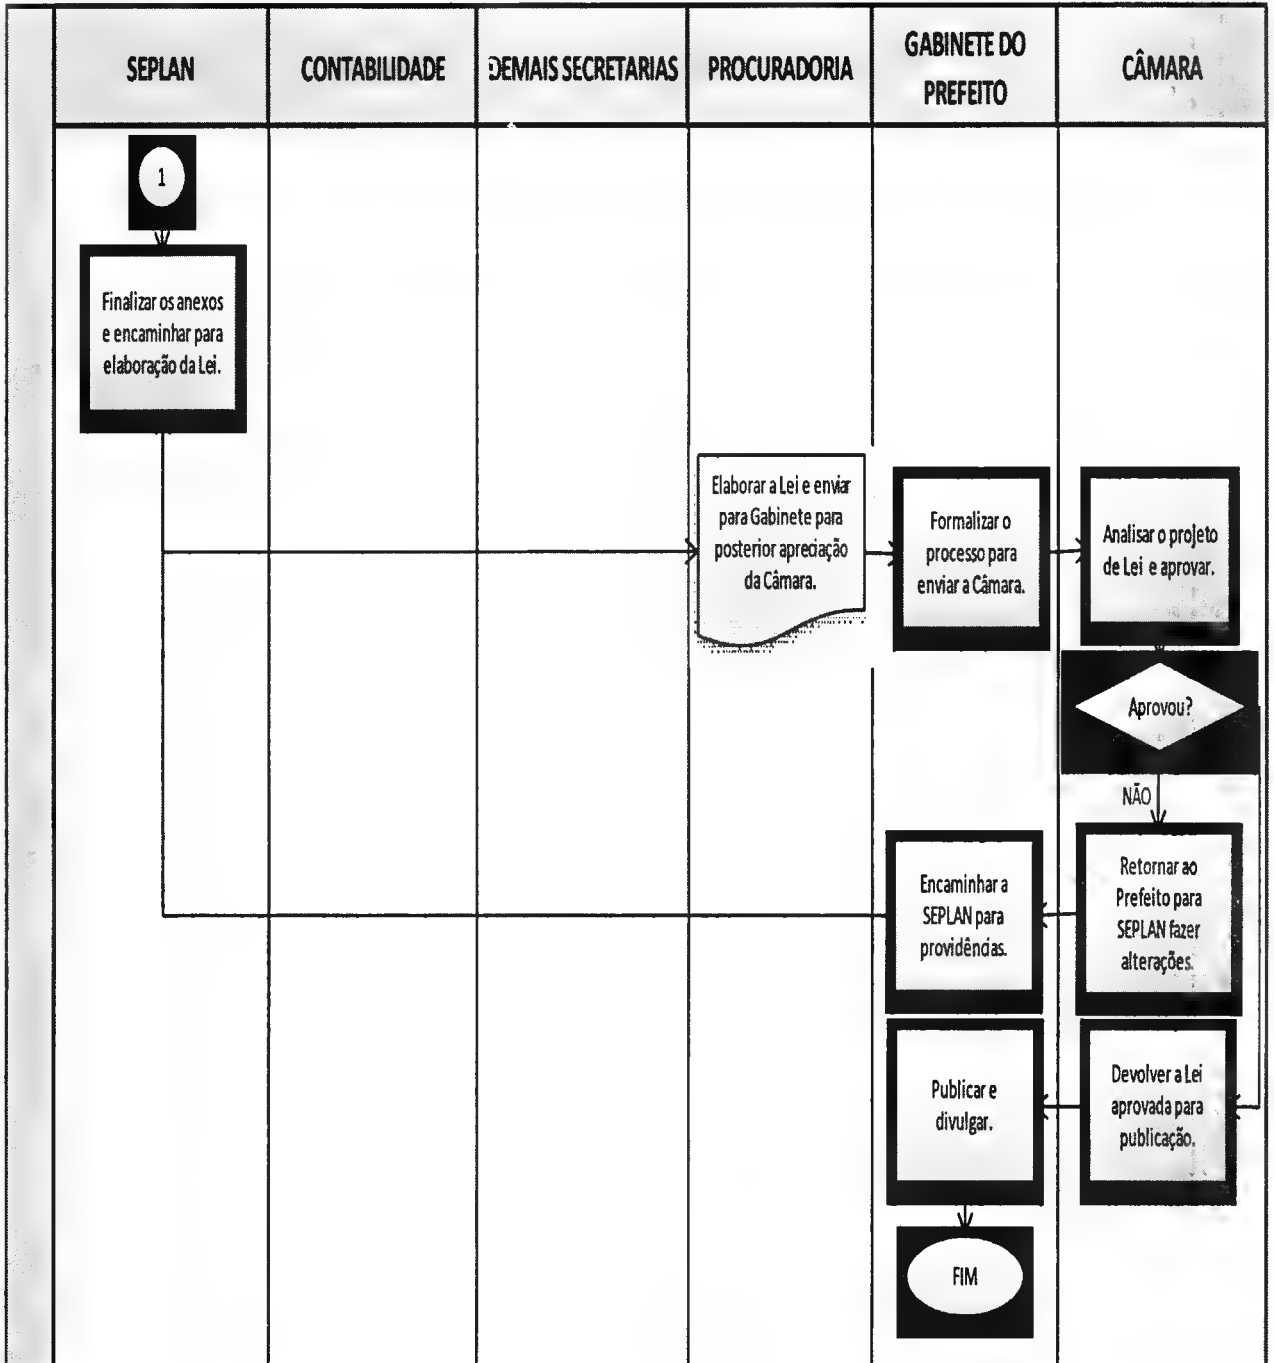 SEPLAN
CONTABILIDADE
DEMAIS SECRETARIAS
PROCURADORIA
GABINETE DO
PREFEITO
CÂMARA
1
Finalizar os anexos
e encaminhar para
elaboração da Lei.
Elaborar a Lei e enviar
para Gabinete para
posterior apreciação
da Câmara.
Formalizar o
processo para
enviar a Câmara.
Analisar o projeto
de Lei e aprovar.
Aprovou?
NÃO
Retornar ao
Prefeito para
SEPLAN fazer
alterações.
Encaminhar a
SEPLAN para
providências.
Devolver a Lei
aprovada para
publicação.
Publicar e
divulgar.
FIM